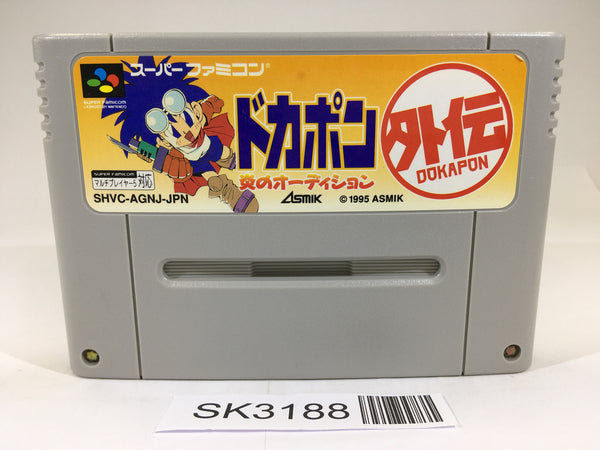 スーパーファミコン®
SUPER FAMICOM
ドカポン
外伝
DOKAPON
炎のオーディション
SUPER FAMICOM
マルチプレイヤー5対応
SHVC-AGNJ-JPN
ASMIK
© 1995 ASMIK
SK3188